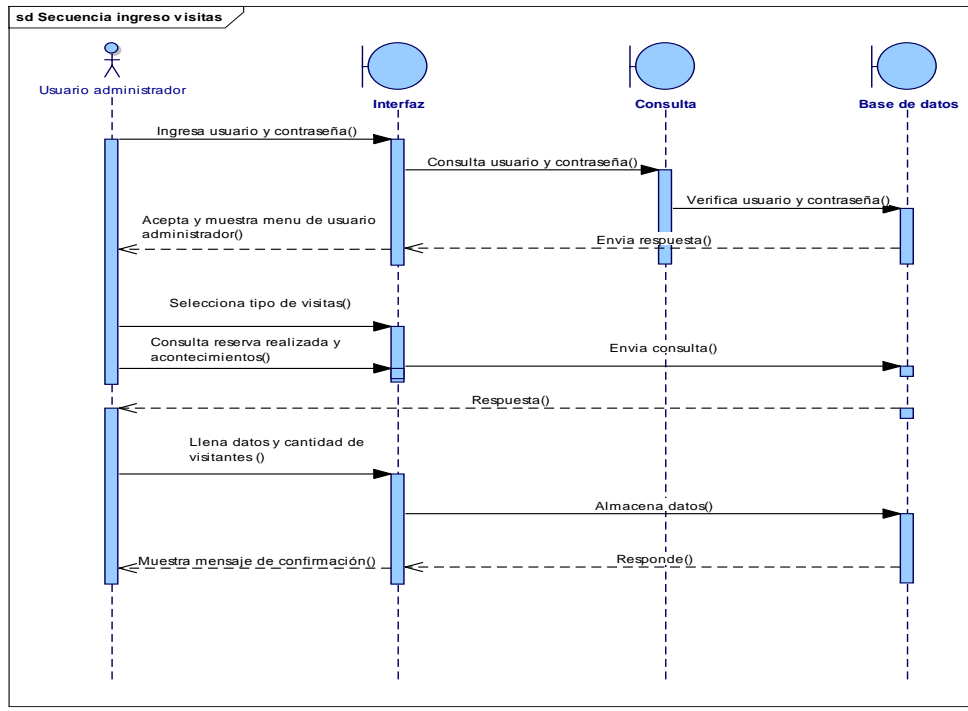 sd Secuencia ingreso visitas
Usuario administrador
Interfaz
Consulta
Base de datos
Ingresa usuario y contraseña()
Consulta usuario y contraseña()
Verifica usuario y contraseña()
Acepta y muestra menu de usuario
administrador()
Envia respuesta()
Selecciona tipo de visitas()
Consulta reserva realizada y
acontecimientos()
Envia consulta()
Respuesta()
Llena datos y cantidad de
visitantes ()
Almacena datos()
Muestra mensaje de confirmación()
Responde()